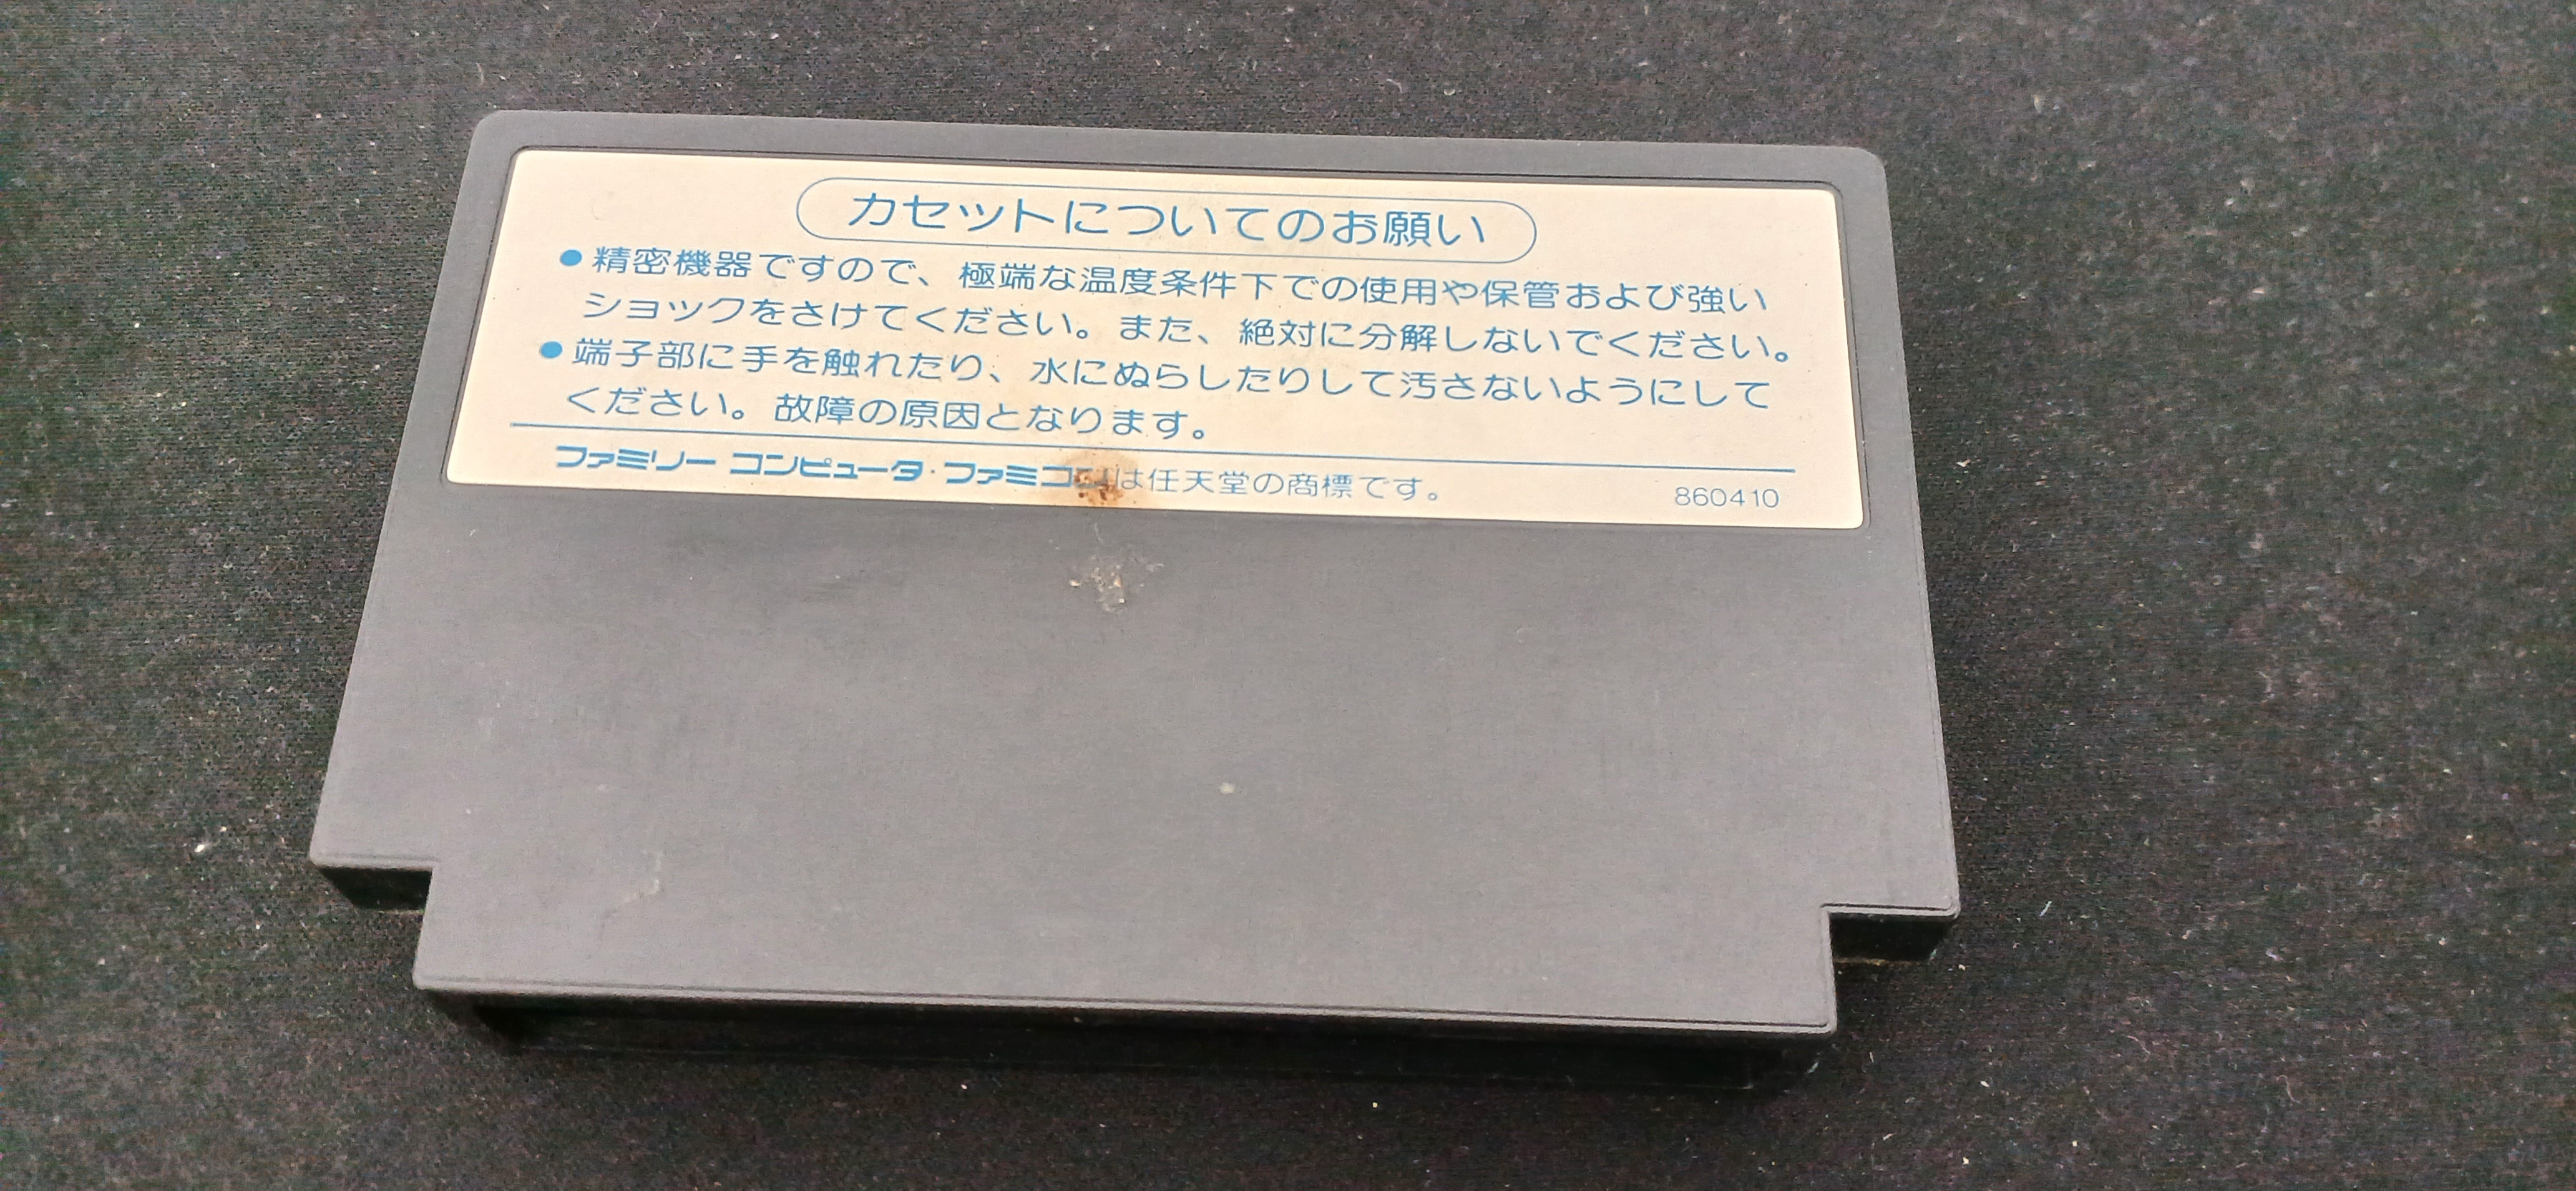 カセットについてのお願い
●精密機器ですので、極端な温度条件下での使用や保管および強い
ショックをさけてください。また、絶対に分解しないでください。
●端子部に手を触れたり、水にぬらしたりして汚さないようにして
ください。故障の原因となります。
ファミリー コンピュータ・ファミコンは任天堂の商標です。
860410